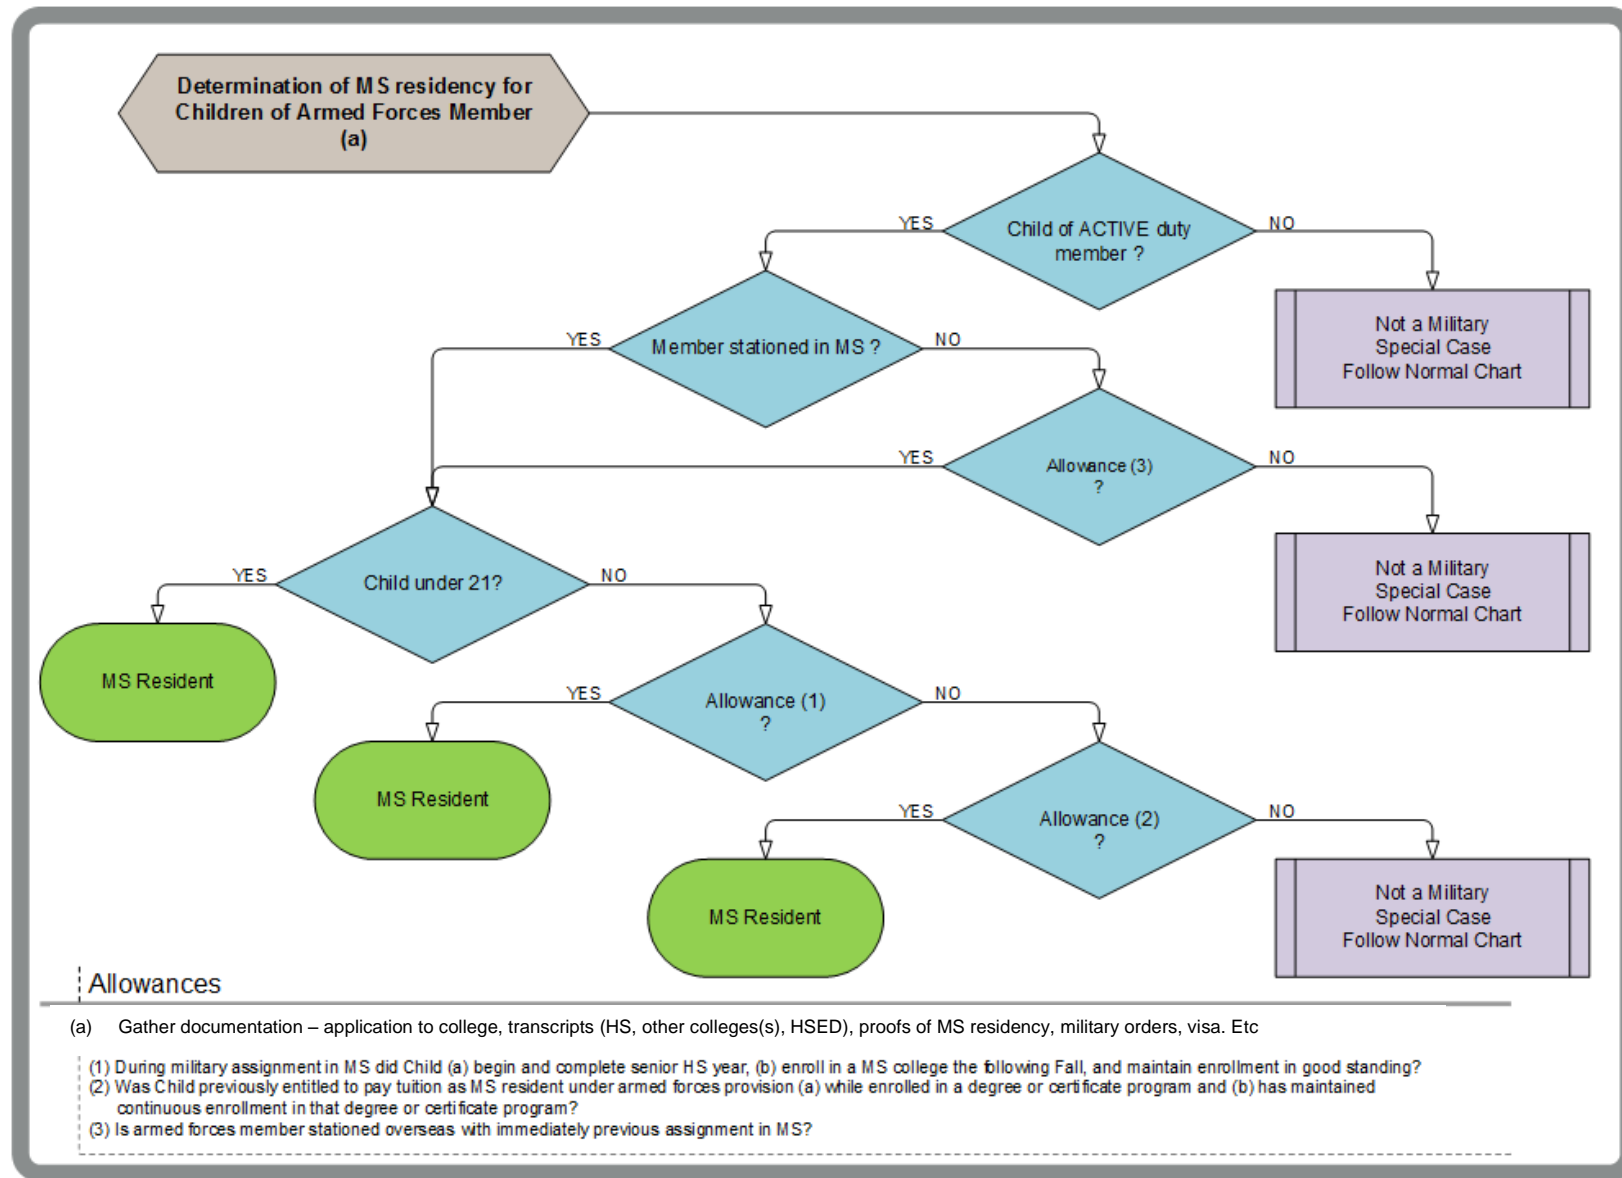 Determination of MS residency for
Children of Armed Forces Member
(a)
Child of ACTIVE duty
member ?
YES
NO
Member stationed in MS ?
YES
NO
Not a Military
Special Case
Follow Normal Chart
Allowance (3)
?
YES
NO
Not a Military
Special Case
Follow Normal Chart
Child under 21?
YES
NO
MS Resident
Allowance (1)
?
YES
NO
MS Resident
Allowance (2)
?
YES
NO
MS Resident
Not a Military
Special Case
Follow Normal Chart
Allowances
(a) Gather documentation – application to college, transcripts (HS, other colleges(s), HSED), proofs of MS residency, military orders, visa. Etc
(1) During military assignment in MS did Child (a) begin and complete senior HS year, (b) enroll in a MS college the following Fall, and maintain enrollment in good standing?
(2) Was Child previously entitled to pay tuition as MS resident under armed forces provision (a) while enrolled in a degree or certificate program and (b) has maintained
continuous enrollment in that degree or certificate program?
(3) Is armed forces member stationed overseas with immediately previous assignment in MS?